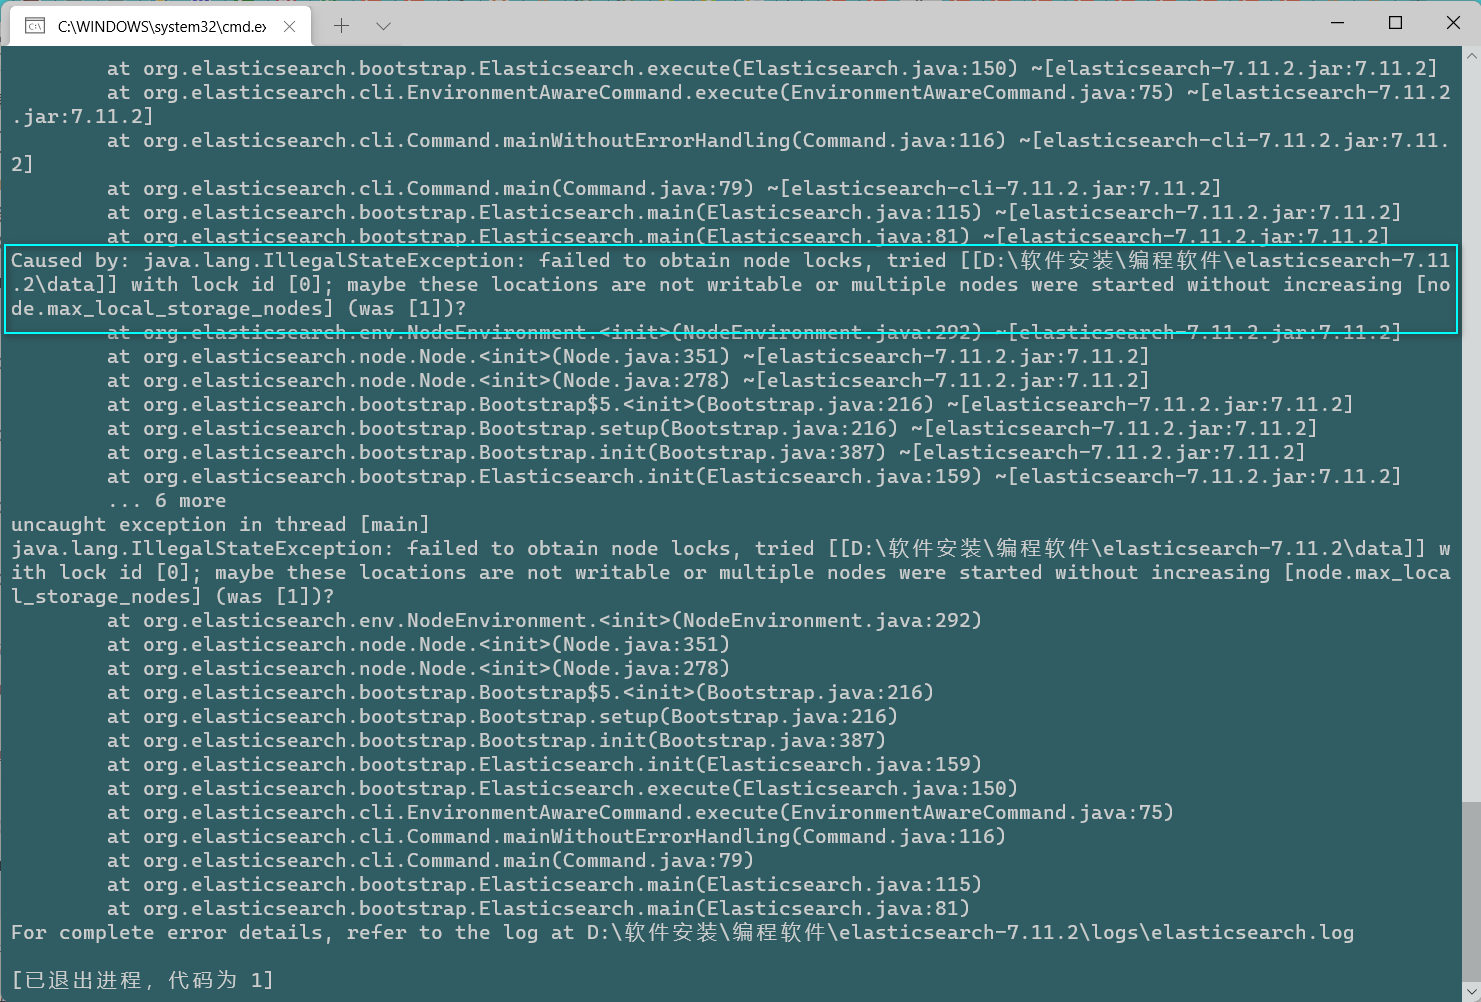 C:\WINDOWS\system32\cmd.ex
at org.elasticsearch.bootstrap.Elasticsearch.execute(Elasticsearch.java:150) ~[elasticsearch-7.11.2.jar:7.11.2]
at org.elasticsearch.cli.EnvironmentAwareCommand.execute(EnvironmentAwareCommand.java:75) ~[elasticsearch-7.11.2
.jar:7.11.2]
at org.elasticsearch.cli.Command.mainWithoutErrorHandling(Command.java:116) ~[elasticsearch-cli-7.11.2.jar:7.11.
2]
at org.elasticsearch.cli.Command.main(Command.java:79) ~[elasticsearch-cli-7.11.2.jar:7.11.2]
at org.elasticsearch.bootstrap.Elasticsearch.main(Elasticsearch.java:115) ~[elasticsearch-7.11.2.jar:7.11.2]
at org.elasticsearch.bootstrap.Elasticsearch.main(Elasticsearch.java:81) ~[elasticsearch-7.11.2.jar:7.11.2]
Caused by: java.lang.IllegalStateException: failed to obtain node locks, tried [[D:\软件安装\编程软件\elasticsearch-7.11
.2\data]] with lock id [0]; maybe these locations are not writable or multiple nodes were started without increasing [no
de.max_local_storage_nodes] (was [1])?
at org.elasticsearch.env.NodeEnvironment.<init>(NodeEnvironment.java:292) ~[elasticsearch-7.11.2.jar:7.11.2]
at org.elasticsearch.node.Node.<init>(Node.java:351) ~[elasticsearch-7.11.2.jar:7.11.2]
at org.elasticsearch.node.Node.<init>(Node.java:278) ~[elasticsearch-7.11.2.jar:7.11.2]
at org.elasticsearch.bootstrap.Bootstrap$5.<init>(Bootstrap.java:216) ~[elasticsearch-7.11.2.jar:7.11.2]
at org.elasticsearch.bootstrap.Bootstrap.setup(Bootstrap.java:216) ~[elasticsearch-7.11.2.jar:7.11.2]
at org.elasticsearch.bootstrap.Bootstrap.init(Bootstrap.java:387) ~[elasticsearch-7.11.2.jar:7.11.2]
at org.elasticsearch.bootstrap.Elasticsearch.init(Elasticsearch.java:159) ~[elasticsearch-7.11.2.jar:7.11.2]
... 6 more
uncaught exception in thread [main]
java.lang.IllegalStateException: failed to obtain node locks, tried [[D:\软件安装\编程软件\elasticsearch-7.11.2\data]] w
ith lock id [0]; maybe these locations are not writable or multiple nodes were started without increasing [node.max_loca
l_storage_nodes] (was [1])?
at org.elasticsearch.env.NodeEnvironment.<init>(NodeEnvironment.java:292)
at org.elasticsearch.node.Node.<init>(Node.java:351)
at org.elasticsearch.node.Node.<init>(Node.java:278)
at org.elasticsearch.bootstrap.Bootstrap$5.<init>(Bootstrap.java:216)
at org.elasticsearch.bootstrap.Bootstrap.setup(Bootstrap.java:216)
at org.elasticsearch.bootstrap.Bootstrap.init(Bootstrap.java:387)
at org.elasticsearch.bootstrap.Elasticsearch.init(Elasticsearch.java:159)
at org.elasticsearch.bootstrap.Elasticsearch.execute(Elasticsearch.java:150)
at org.elasticsearch.cli.EnvironmentAwareCommand.execute(EnvironmentAwareCommand.java:75)
at org.elasticsearch.cli.Command.mainWithoutErrorHandling(Command.java:116)
at org.elasticsearch.cli.Command.main(Command.java:79)
at org.elasticsearch.bootstrap.Elasticsearch.main(Elasticsearch.java:115)
at org.elasticsearch.bootstrap.Elasticsearch.main(Elasticsearch.java:81)
For complete error details, refer to the log at D:\软件安装\编程软件\elasticsearch-7.11.2\logs\elasticsearch.log
[已退出进程，代码为 1]